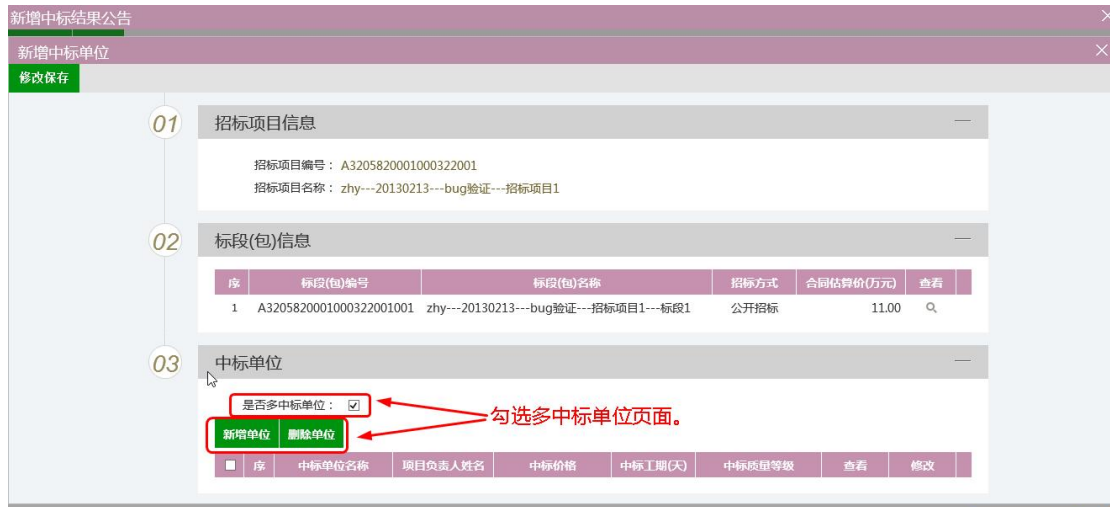 新增中标结果公告
新增中标单位
修改保存
01 招标项目信息
招标项目编号： A3205820001000322001
招标项目名称： zhy---20130213---bug验证---招标项目1
02 标段(包)信息
序 标段(包)编号 标段(包)名称 招标方式 合同估算价(万元) 查看
1 A3205820001000322001001 zhy---20130213---bug验证---招标项目1---标段1 公开招标 11.00
03 中标单位
是否多中标单位：
勾选多中标单位页面。
新增单位 删除单位
序 中标单位名称 项目负责人姓名 中标价格 中标工期(天) 中标质量等级 查看 修改